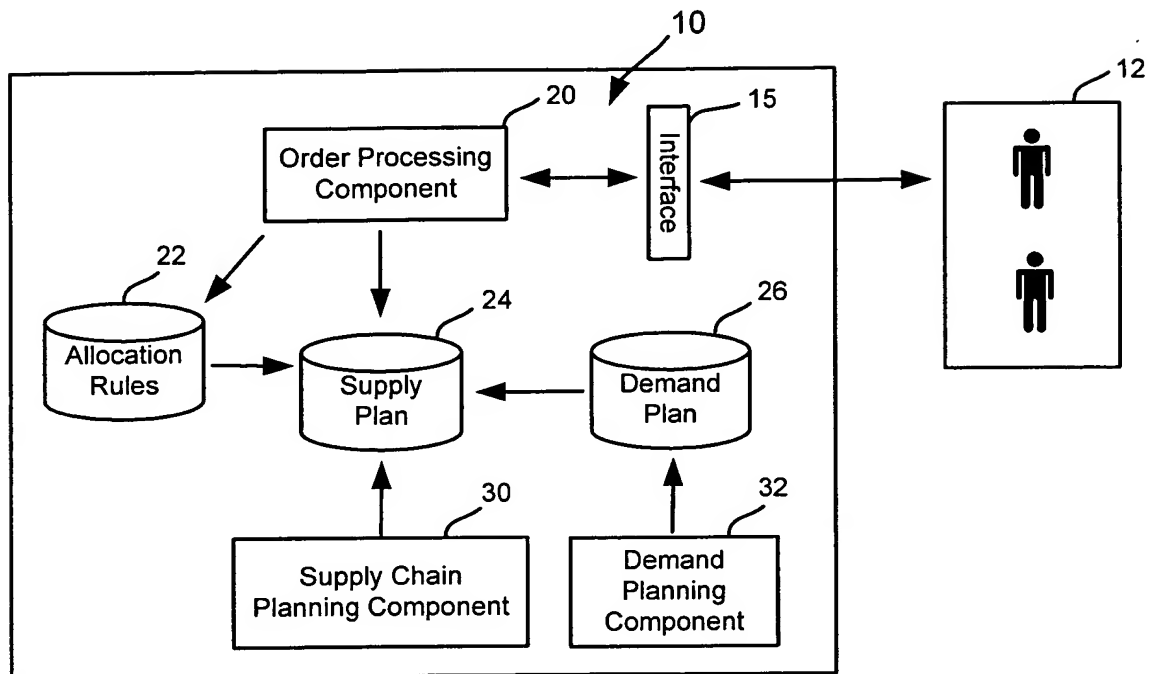 10
20
15
12
Order Processing
Component
Interface
22
24
26
Allocation
Rules
Supply
Plan
Demand
Plan
30
32
Supply Chain
Planning Component
Demand
Planning
Component